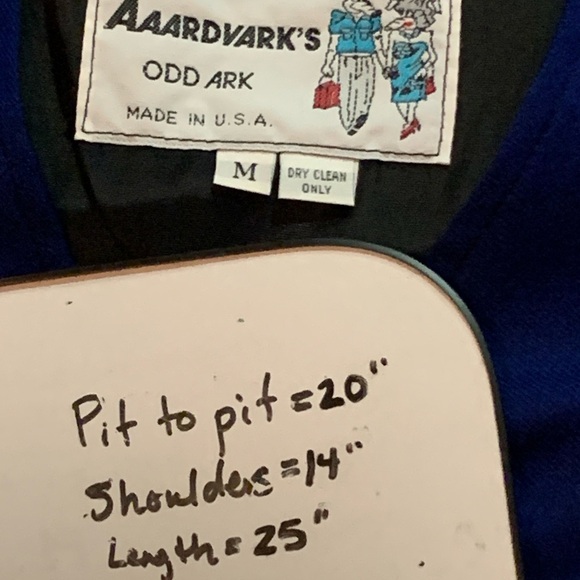 AAARDVARK'S
ODD ARK
MADE IN U.S.A.
M
DRY CLEAN
ONLY
Pit to pit = 20"
Shoulders = 14"
Length = 25"